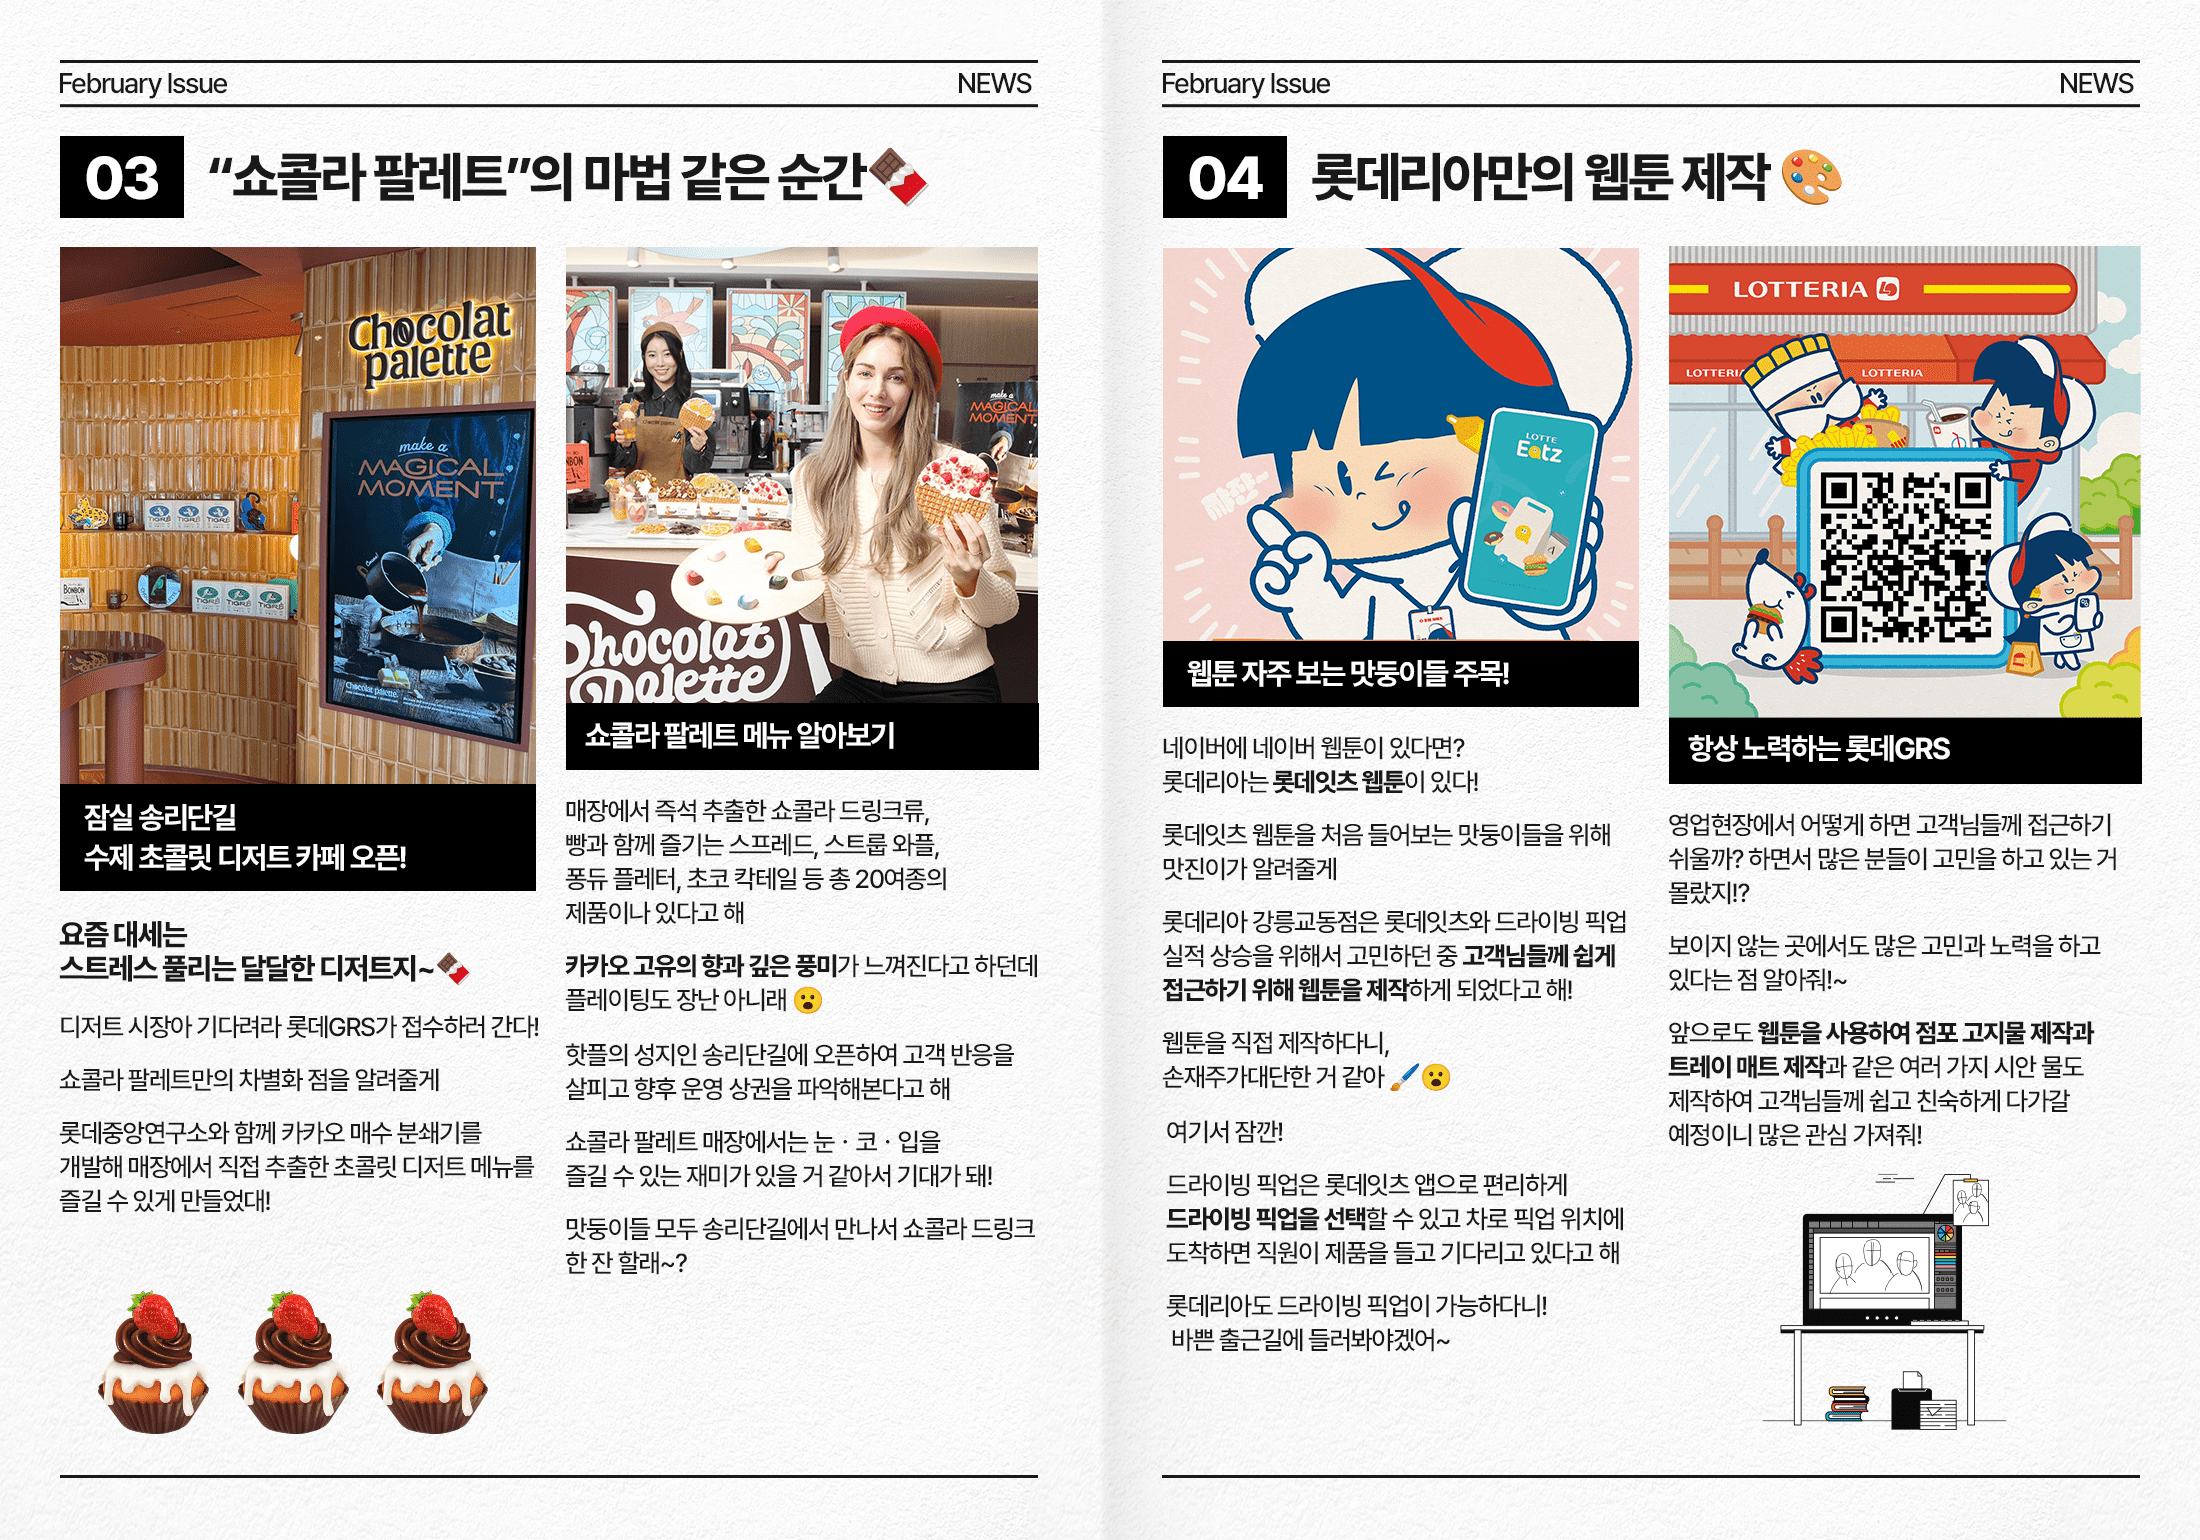 February Issue
NEWS
03
“쇼콜라 팔레트”의 마법 같은 순간
Chocolat
palette
make a
MAGICAL
MOMENT
TIGRÉ
TIGRÉ
TIGRÉ
BONBON
Chocolat palette
잠실 송리단길
수제 초콜릿 디저트 카페 오픈!
요즘 대세는
스트레스 풀리는 달달한 디저트지~
디저트 시장아 기다려라 롯데GRS가 접수하러 간다!
쇼콜라 팔레트만의 차별화 점을 알려줄게
롯데중앙연구소와 함께 카카오 매수 분쇄기를
개발해 매장에서 직접 추출한 초콜릿 디저트 메뉴를
즐길 수 있게 만들었대!
make a
MAGICAL
MOMENT
Chocolat
Palette
쇼콜라 팔레트 메뉴 알아보기
매장에서 즉석 추출한 쇼콜라 드링크류,
빵과 함께 즐기는 스프레드, 스트룹 와플,
퐁듀 플레터, 초코 칵테일 등 총 20여종의
제품이나 있다고 해
카카오 고유의 향과 깊은 풍미가 느껴진다고 하던데
플레이팅도 장난 아니래
핫플의 성지인 송리단길에 오픈하여 고객 반응을
살피고 향후 운영 상권을 파악해본다고 해
쇼콜라 팔레트 매장에서는 눈 · 코 · 입을
즐길 수 있는 재미가 있을 거 같아서 기대가 돼!
맛둥이들 모두 송리단길에서 만나서 쇼콜라 드링크
한 잔 할래~?
February Issue
NEWS
04
롯데리아만의 웹툰 제작
짜잔~
LOTTE
Eatz
웹툰 자주 보는 맛둥이들 주목!
네이버에 네이버 웹툰이 있다면?
롯데리아는 롯데잇츠 웹툰이 있다!
롯데잇츠 웹툰을 처음 들어보는 맛둥이들을 위해
맛진이가 알려줄게
롯데리아 강릉교동점은 롯데잇츠와 드라이빙 픽업
실적 상승을 위해서 고민하던 중 고객님들께 쉽게
접근하기 위해 웹툰을 제작하게 되었다고 해!
웹툰을 직접 제작하다니,
손재주가대단한 거 같아
여기서 잠깐!
드라이빙 픽업은 롯데잇츠 앱으로 편리하게
드라이빙 픽업을 선택할 수 있고 차로 픽업 위치에
도착하면 직원이 제품을 들고 기다리고 있다고 해
롯데리아도 드라이빙 픽업이 가능하다니!
바쁜 출근길에 들러봐야겠어~
LOTTERIA
LOTTERIA
LOTTERIA
항상 노력하는 롯데GRS
영업현장에서 어떻게 하면 고객님들께 접근하기
쉬울까? 하면서 많은 분들이 고민을 하고 있는 거
몰랐지!?
보이지 않는 곳에서도 많은 고민과 노력을 하고
있다는 점 알아줘!~
앞으로도 웹툰을 사용하여 점포 고지물 제작과
트레이 매트 제작과 같은 여러 가지 시안 물도
제작하여 고객님들께 쉽고 친숙하게 다가갈
예정이니 많은 관심 가져줘!